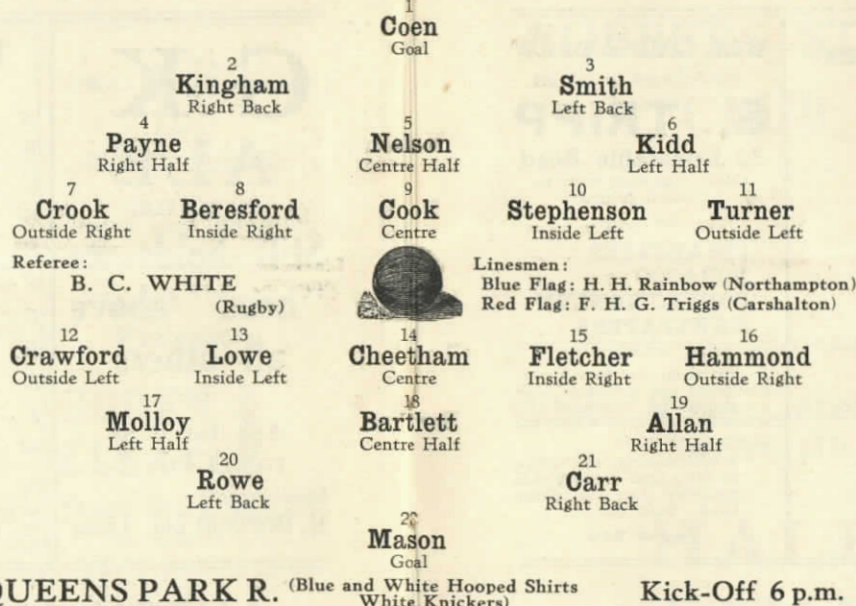 1
Coen
Goal
2 3
Kingham Smith
Right Back Left Back
4 5 6
Payne Nelson Kidd
Right Half Centre Half Left Half
7 8 9 10 11
Crook Beresford Cook Stephenson Turner
Outside Right Inside Right Centre Inside Left Outside Left
Referee:
B. C. WHITE
(Rugby)
Linesmen:
Blue Flag: H. H. Rainbow (Northampton)
Red Flag: F. H. G. Triggs (Carshalton)
12 13 14 15 16
Crawford Lowe Cheetham Fletcher Hammond
Outside Left Inside Left Centre Inside Right Outside Right
17 18 19
Molloy Bartlett Allan
Left Half Centre Half Right Half
20 21
Rowe Carr
Left Back Right Back
22
Mason
Goal
QUEENS PARK R. (Blue and White Hooped Shirts
White Knickers) Kick-Off 6 p.m.